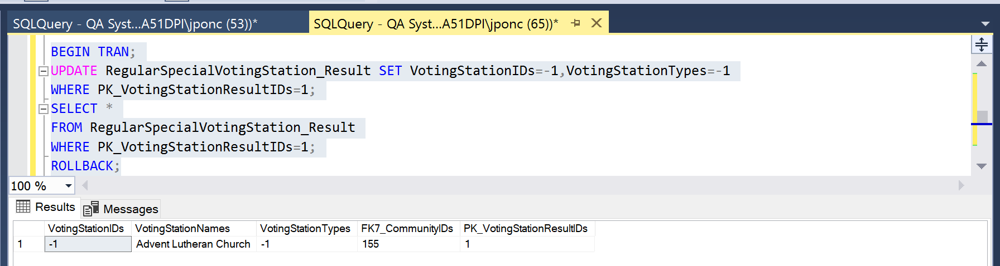 SQLQuery - QA Syst...A51DPI\jponc (53))*
SQLQuery - QA Syst...A51DPI\jponc (65))*
BEGIN TRAN;
UPDATE RegularSpecialVotingStation_Result SET VotingStationIDs=-1,VotingStationTypes=-1
WHERE PK_VotingStationResultIDs=1;
SELECT *
FROM RegularSpecialVotingStation_Result
WHERE PK_VotingStationResultIDs=1;
ROLLBACK;
100 %
Results Messages
VotingStationIDs VotingStationNames VotingStationTypes FK7_CommunityIDs PK_VotingStationResultIDs
1 -1 Advent Lutheran Church -1 155 1